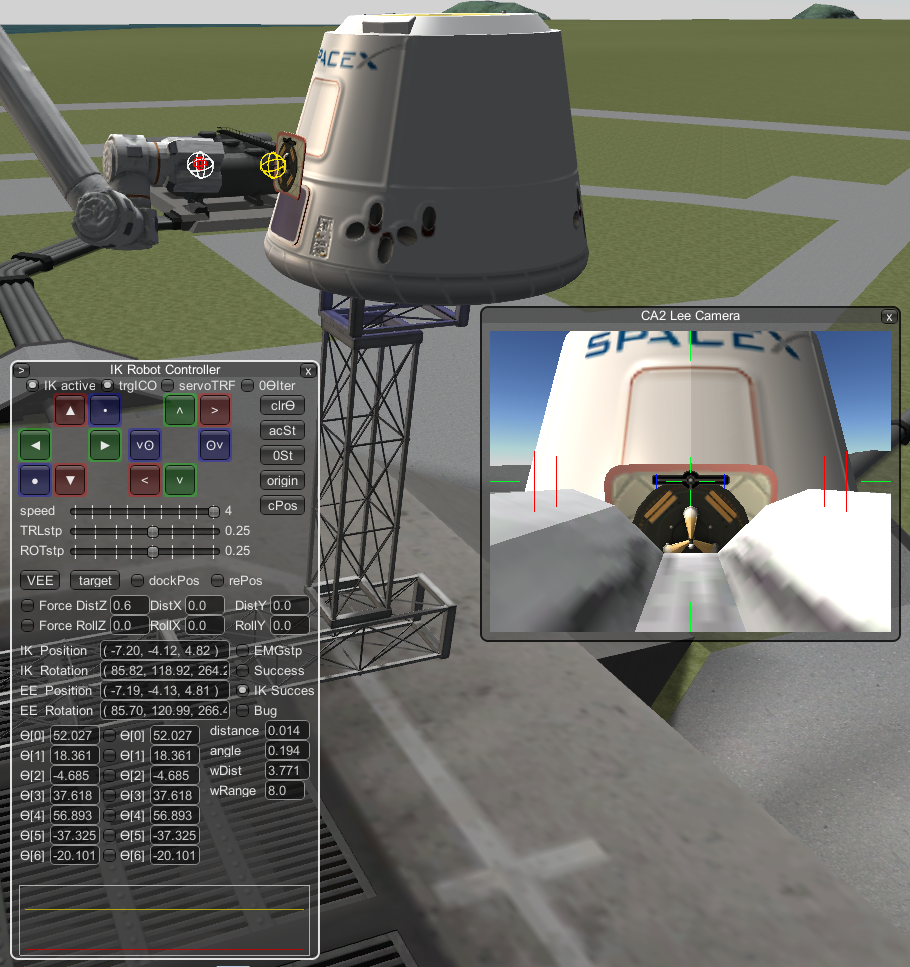 SPACEX
CA2 Lee Camera x
SPACEX
> IK Robot Controller x
IK active trgICO servoTRF 0ϴIter
▲ • ^ > clrϴ
◄ ► vʘ ʘv acSt
● ▼ < v 0St
origin
cPos
speed 4
TRLstp 0.25
ROTstp 0.25
VEE target dockPos rePos
Force DistZ 0.6 DistX 0.0 DistY 0.0
Force RollZ 0.0 RollX 0.0 RollY 0.0
IK Position ( -7.20, -4.12, 4.82 ) EMGstp
IK Rotation ( 85.82, 118.92, 264.2 Success
EE Position ( -7.19, -4.13, 4.81 ) IK Succes
EE Rotation ( 85.70, 120.99, 266.4 Bug
ϴ[0] 52.027 ϴ[0] 52.027 distance 0.014
ϴ[1] 18.361 ϴ[1] 18.361 angle 0.194
ϴ[2] -4.685 ϴ[2] -4.685 wDist 3.771
ϴ[3] 37.618 ϴ[3] 37.618 wRange 8.0
ϴ[4] 56.893 ϴ[4] 56.893
ϴ[5] -37.325 ϴ[5] -37.325
ϴ[6] -20.101 ϴ[6] -20.101